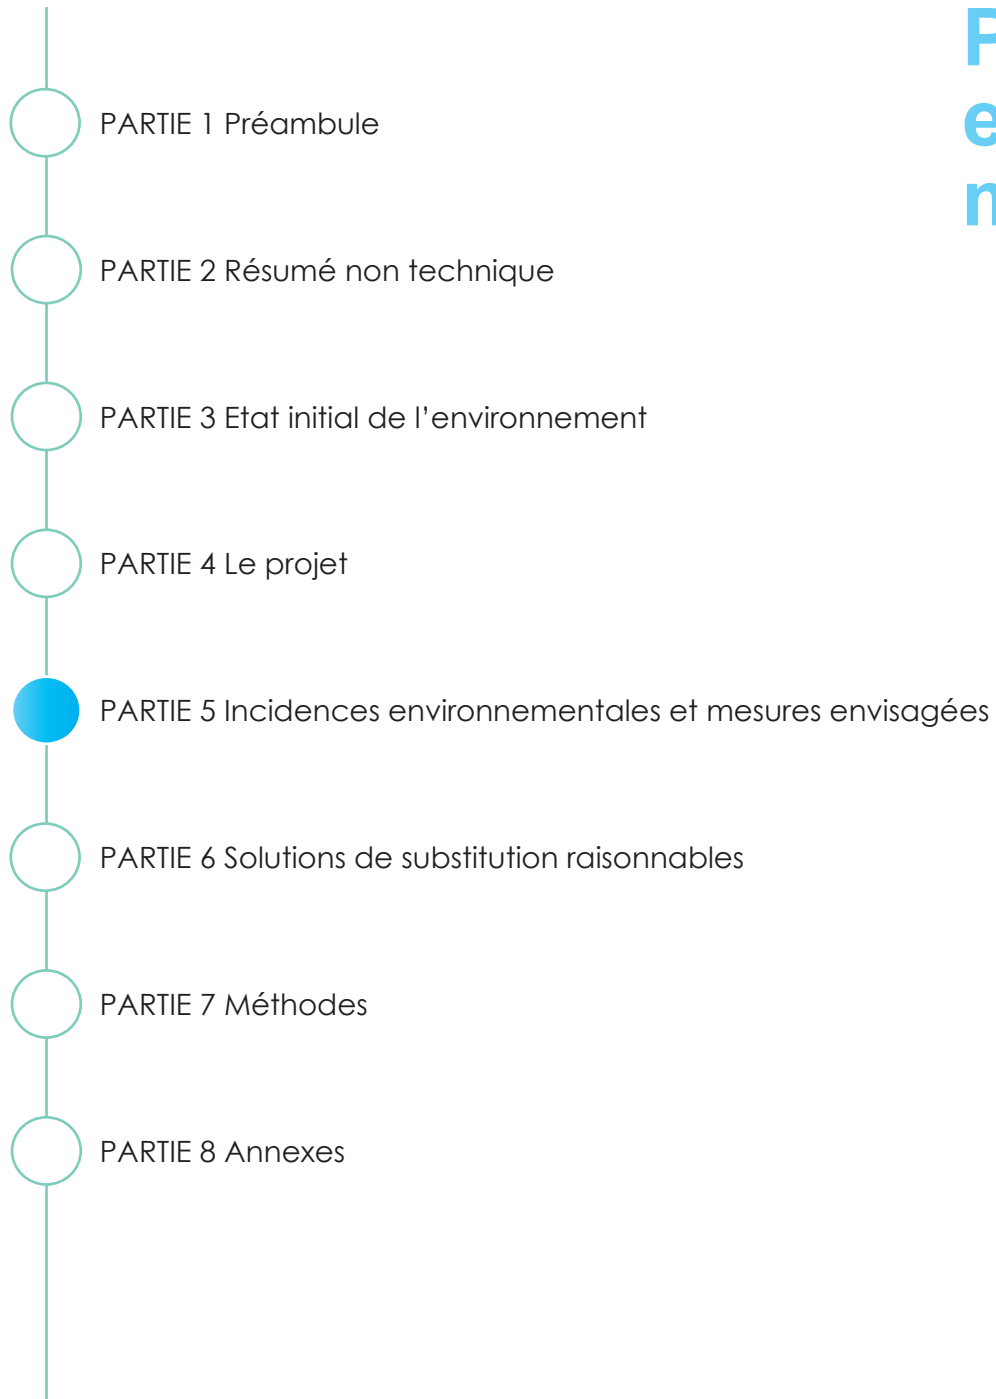 PARTIE 1 Préambule
PARTIE 2 Résumé non technique
PARTIE 3 Etat initial de l’environnement
PARTIE 4 Le projet
PARTIE 5 Incidences environnementales et mesures envisagées
PARTIE 6 Solutions de substitution raisonnables
PARTIE 7 Méthodes
PARTIE 8 Annexes